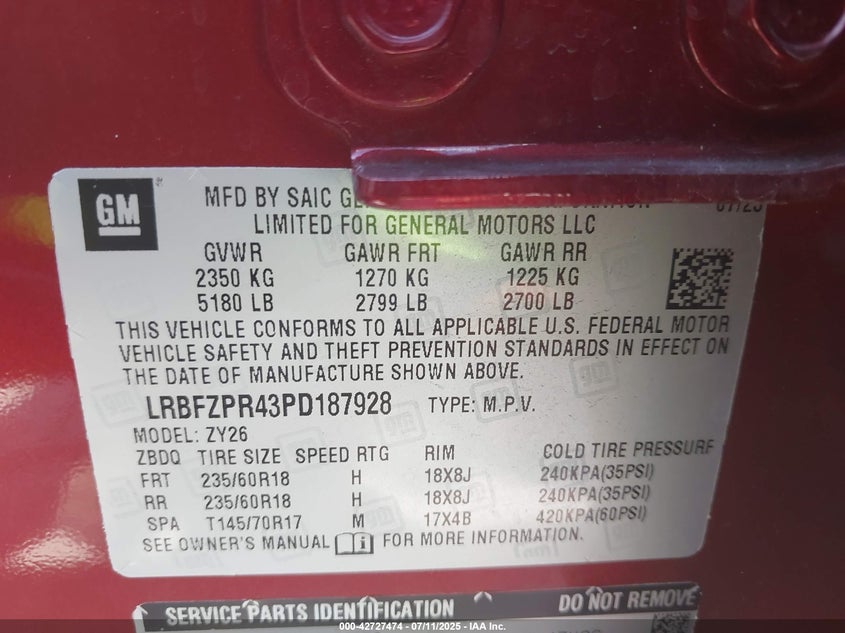 GM
MFD BY SAIC
LIMITED FOR GENERAL MOTORS LLC
GVWR GAWR FRT GAWR RR
2350 KG 1270 KG 1225 KG
5180 LB 2799 LB 2700 LB
THIS VEHICLE CONFORMS TO ALL APPLICABLE U.S. FEDERAL MOTOR
VEHICLE SAFETY AND THEFT PREVENTION STANDARDS IN EFFECT ON
THE DATE OF MANUFACTURE SHOWN ABOVE.
LRBFZPR43PD187928 TYPE: M.P.V.
MODEL: ZY26
ZBDQ TIRE SIZE SPEED RTG RIM COLD TIRE PRESSURE
FRT 235/60R18 H 18X8J 240KPA(35PSI)
RR 235/60R18 H 18X8J 240KPA(35PSI)
SPA T145/70R17 M 17X4B 420KPA(60PSI)
SEE OWNER'S MANUAL i FOR MORE INFORMATION.
SERVICE PARTS IDENTIFICATION DO NOT REMOVE
000-42727474 - 07/11/2025 - IAA Inc.